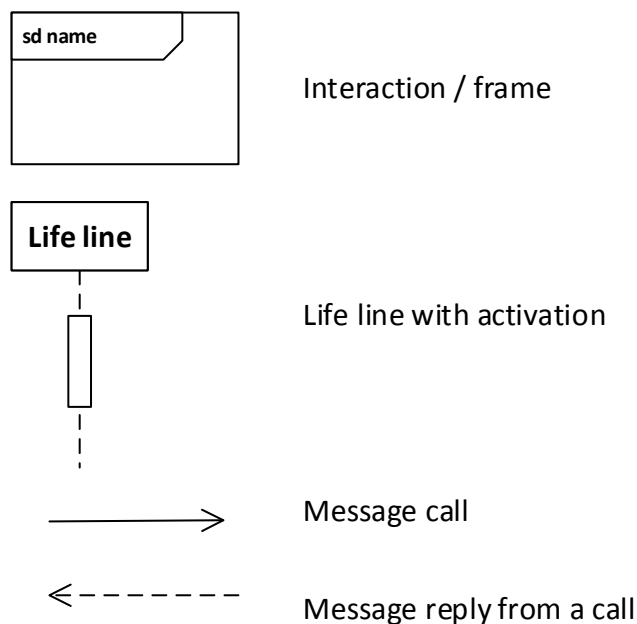 sd name
Interaction / frame
Life line
Life line with activation
Message call
Message reply from a call